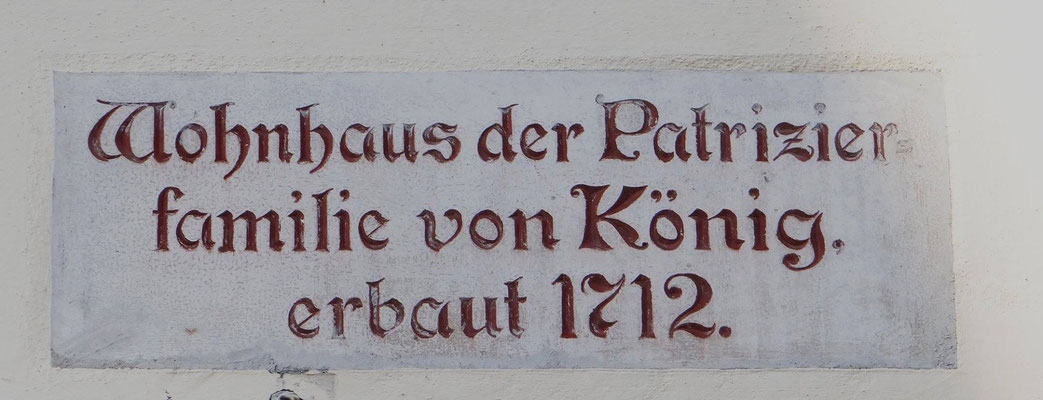 Wohnhaus der Patrizier-
familie von König,
erbaut 1712.